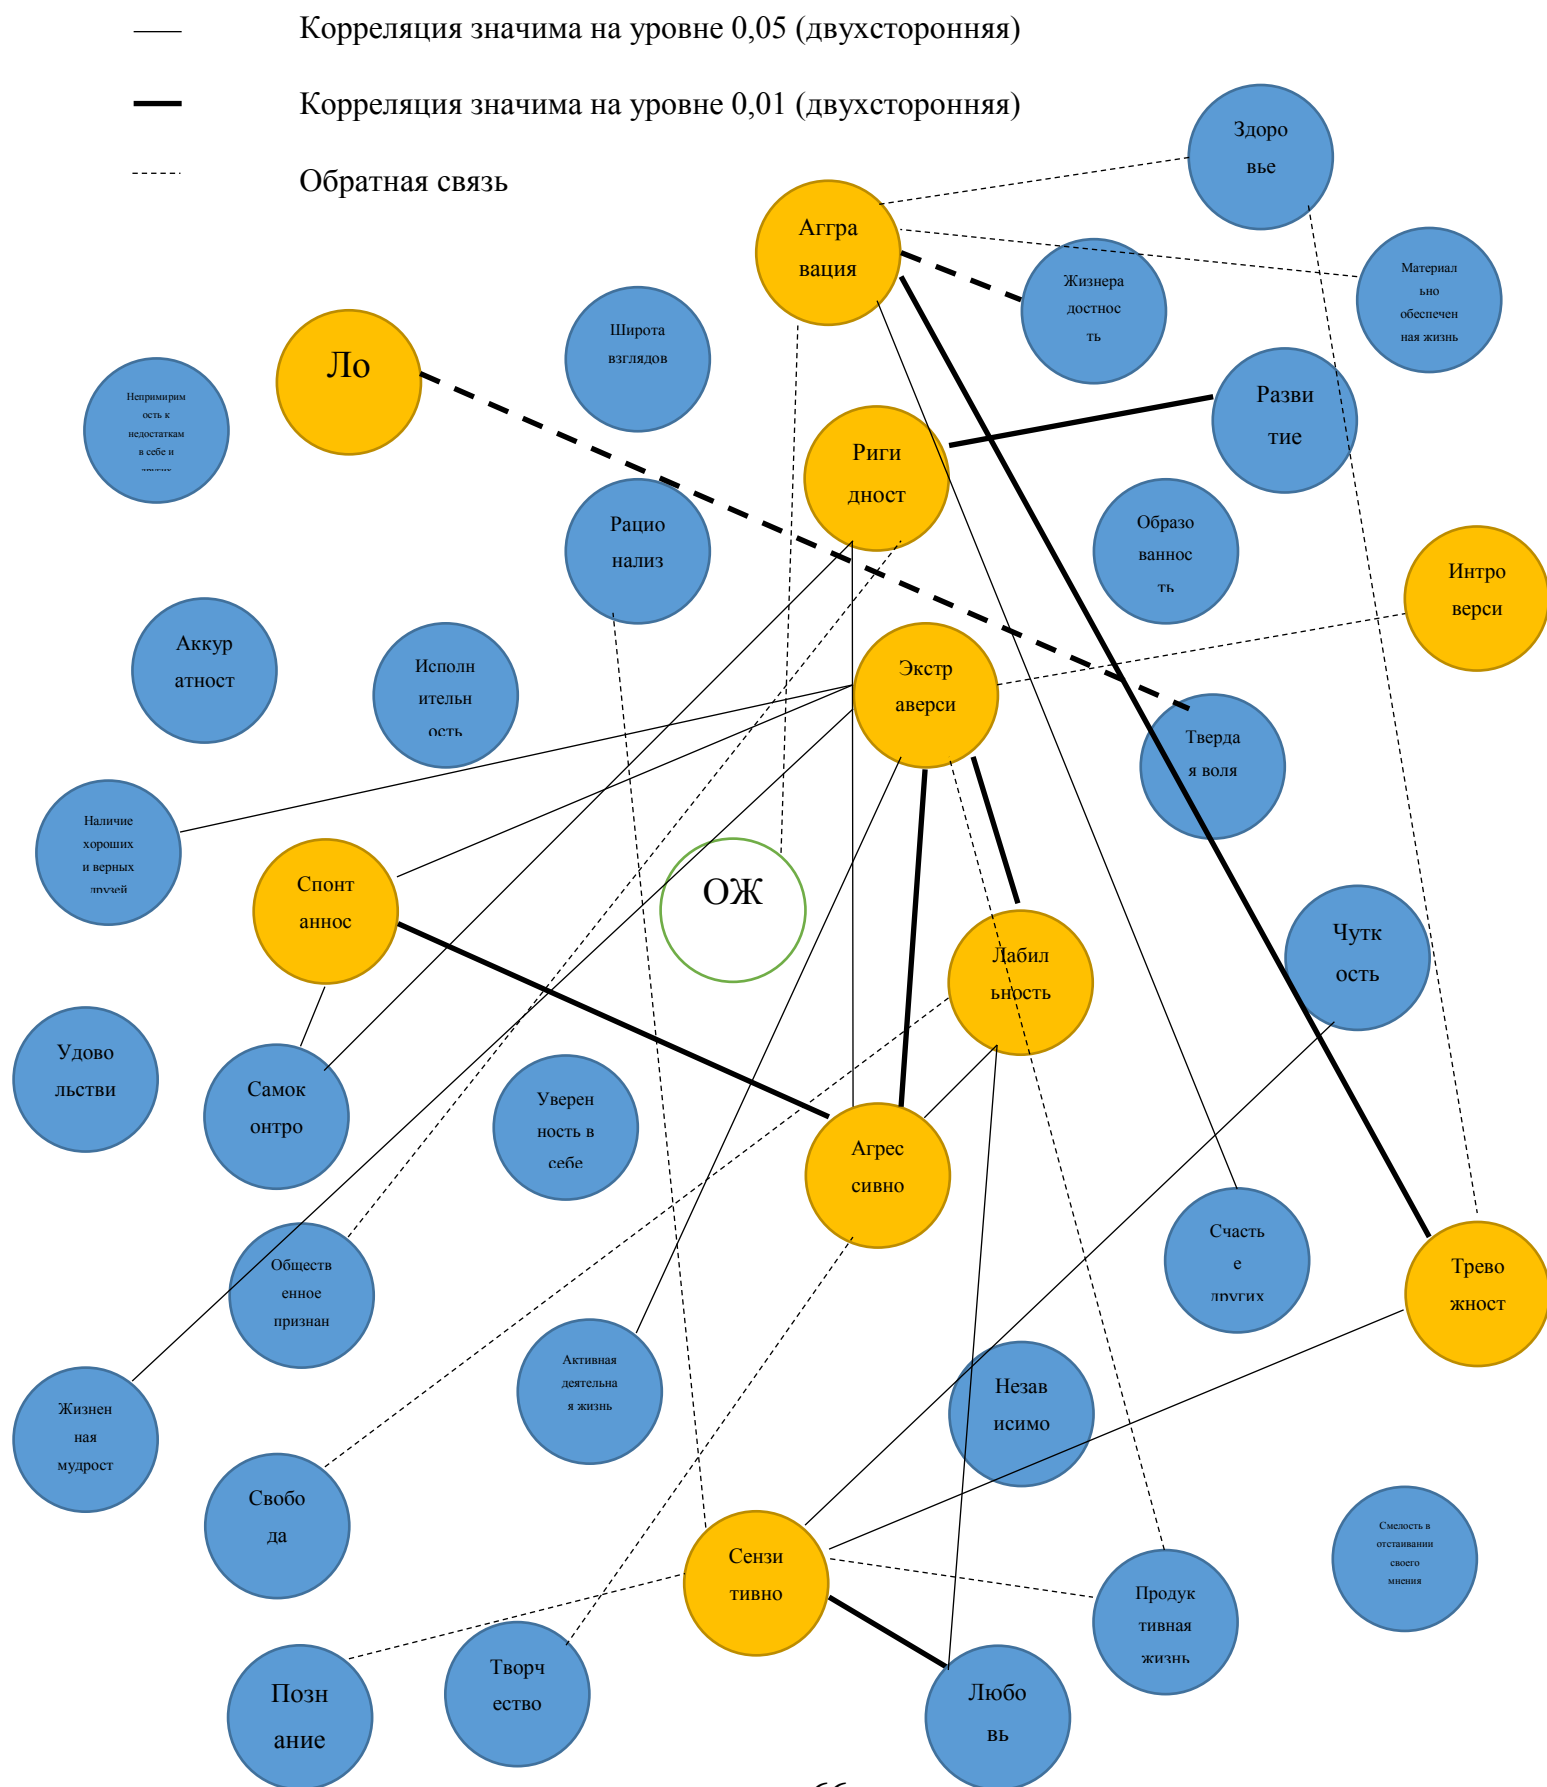 Корреляция значима на уровне 0,05 (двухсторонняя)
Корреляция значима на уровне 0,01 (двухсторонняя)
Обратная связь
Здоро
вье
Аггра
вация
Жизнера
достнос
ть
Материал
ьно
обеспечен
ная жизнь
Широта
взглядов
Ло
Непримирим
ость к
недостаткам
в себе и
других
Разви
тие
Риги
дност
Рацио
нализ
Образо
ваннос
ть
Интро
верси
Аккур
атност
Исполн
ительн
ость
Экстр
аверси
Тверда
я воля
Наличие
хороших
и верных
друзей
Спонт
аннос
ОЖ
Лабил
ьность
Чутк
ость
Удово
льстви
Самок
онтро
Уверен
ность в
себе
Агрес
сивно
Счасть
е
других
Трево
жност
Обществ
енное
признан
Активная
деятельна
я жизнь
Незав
исимо
Жизнен
ная
мудрост
Свобо
да
Сензи
тивно
Смелость в
отстаивании
своего
мнения
Продук
тивная
жизнь
Творч
ество
Позн
ание
Любо
вь